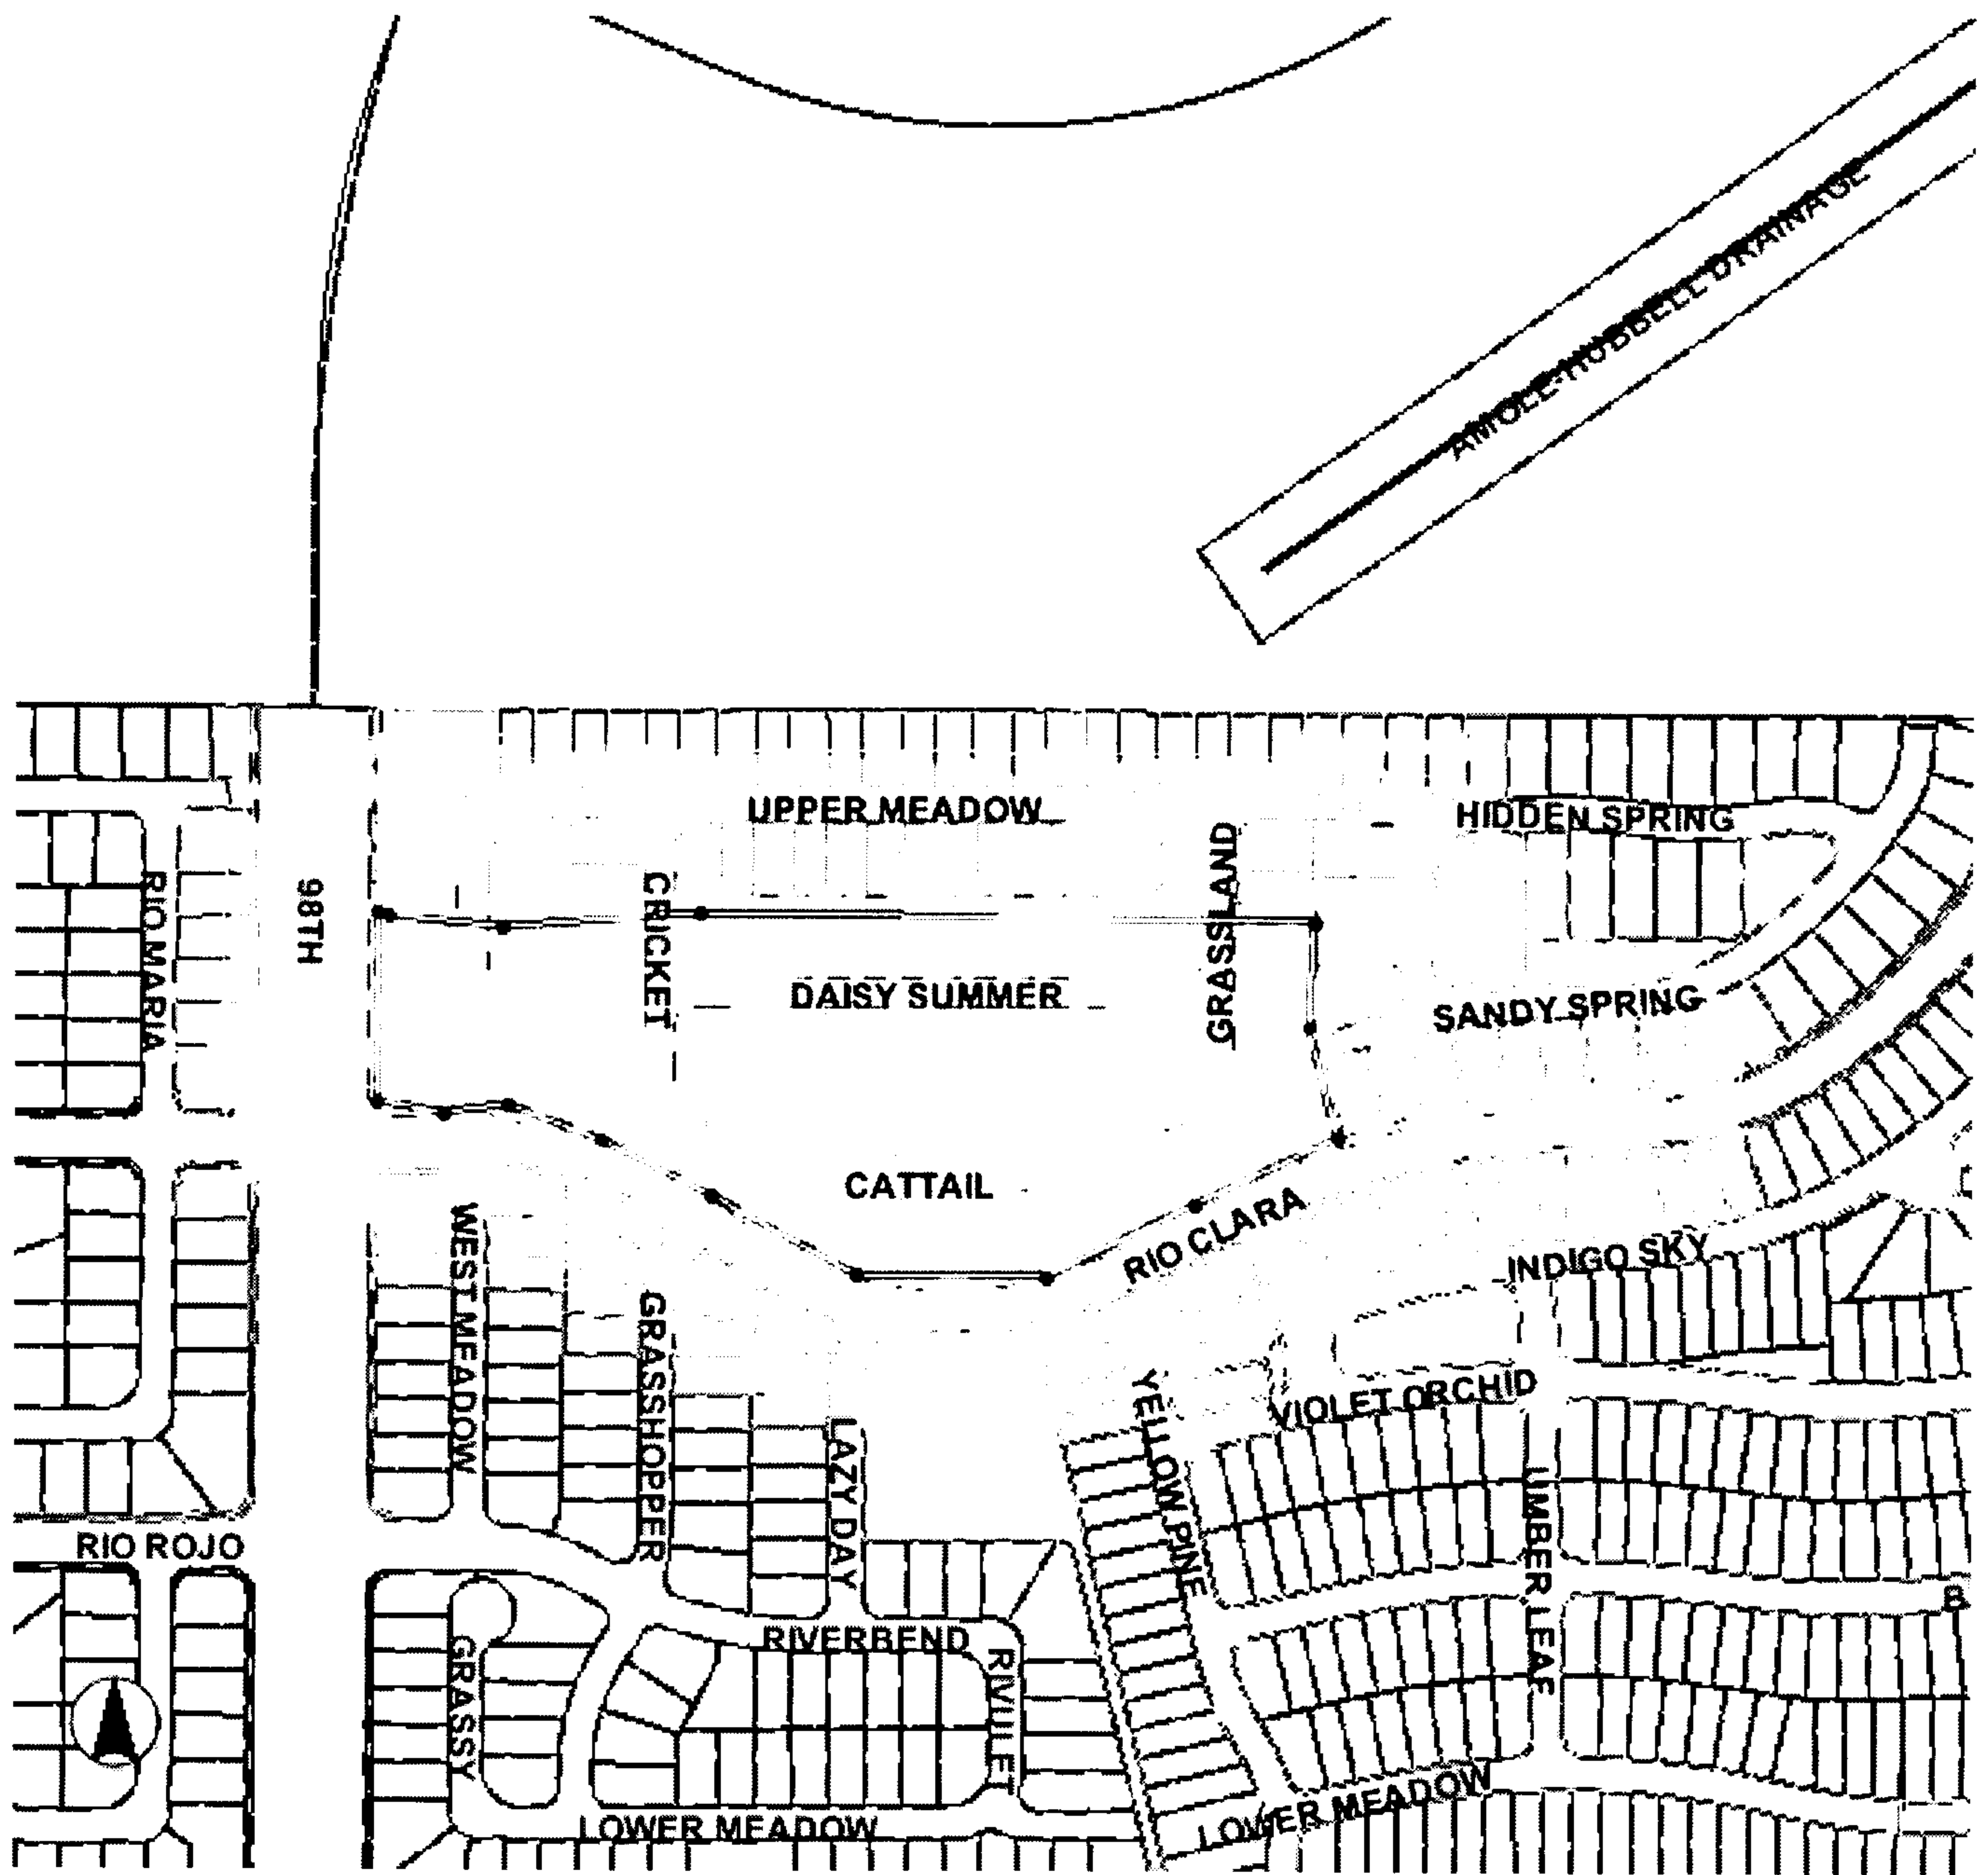 AMOLE-HUBBELL DRAINAGE
UPPER MEADOW
HIDDEN SPRING
GRASSLAND
CRICKET
RIO MARIA
98TH
DAISY SUMMER
SANDY SPRING
CATTAIL
RIO CLARA
WEST MEADOW
INDIGO SKY
GRASSHOPPER
YELLOW PINE
VIOLET ORCHID
LAZY DAY
UMBER LEAF
RIO ROJO
B
RIVERBEND
GRASSY
RIVULET
LOWER MEADOW
LOWER MEADOW